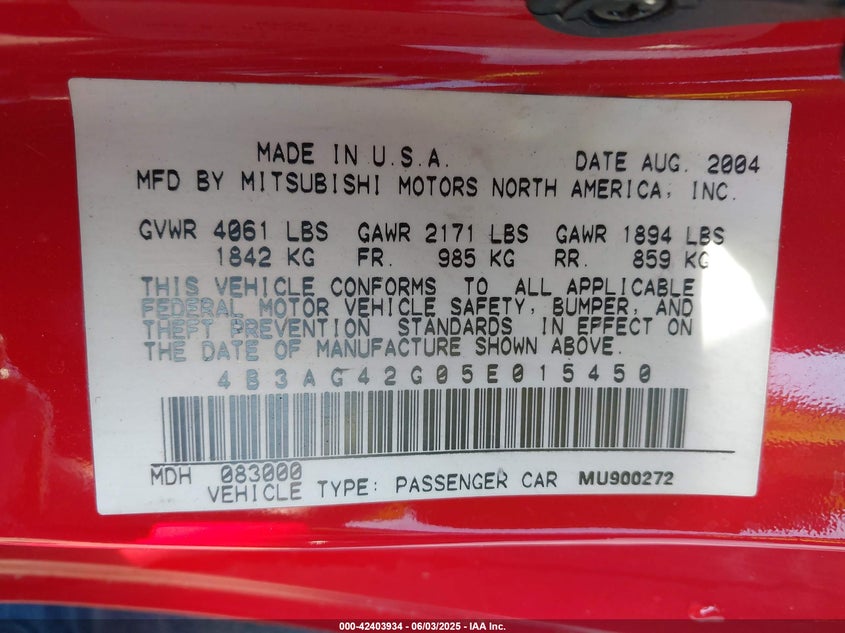 MADE IN U.S.A. DATE AUG. 2004
MFD BY MITSUBISHI MOTORS NORTH AMERICA, INC.
GVWR 4061 LBS GAWR 2171 LBS GAWR 1894 LBS
1842 KG FR. 985 KG RR. 859 KG
THIS VEHICLE CONFORMS TO ALL APPLICABLE
FEDERAL MOTOR VEHICLE SAFETY, BUMPER, AND
THEFT PREVENTION STANDARDS IN EFFECT ON
THE DATE OF MANUFACTURE SHOWN ABOVE.
4B3AG42G05E015450
MDH 083000
VEHICLE TYPE: PASSENGER CAR MU900272
000-42403934 | 06/03/2025 | IAA Inc.